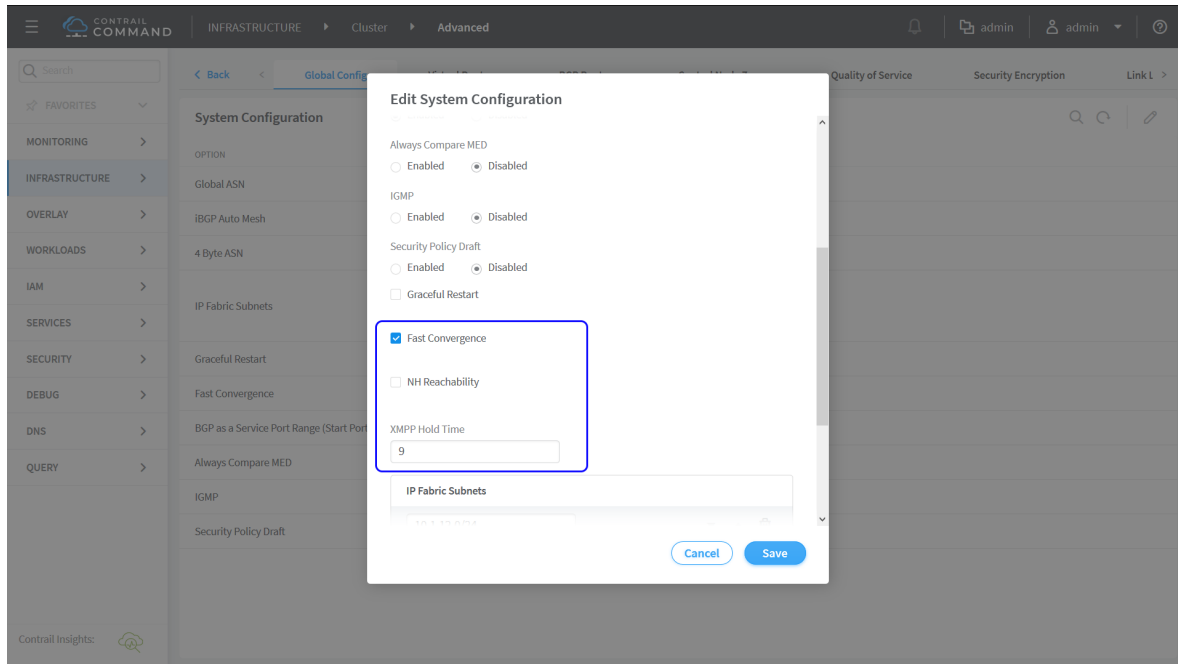 CONTRAIL
COMMAND
INFRASTRUCTURE Cluster Advanced
admin admin
Search
Back Global Config Quality of Service Security Encryption Link L
FAVORITES
MONITORING
INFRASTRUCTURE
OVERLAY
WORKLOADS
IAM
SERVICES
SECURITY
DEBUG
DNS
QUERY
Contrail Insights:
System Configuration
OPTION
Global ASN
iBGP Auto Mesh
4 Byte ASN
IP Fabric Subnets
Graceful Restart
Fast Convergence
BGP as a Service Port Range (Start Port
Always Compare MED
IGMP
Security Policy Draft
Edit System Configuration
Always Compare MED
Enabled Disabled
IGMP
Enabled Disabled
Security Policy Draft
Enabled Disabled
Graceful Restart
Fast Convergence
NH Reachability
XMPP Hold Time
9
IP Fabric Subnets
Cancel Save